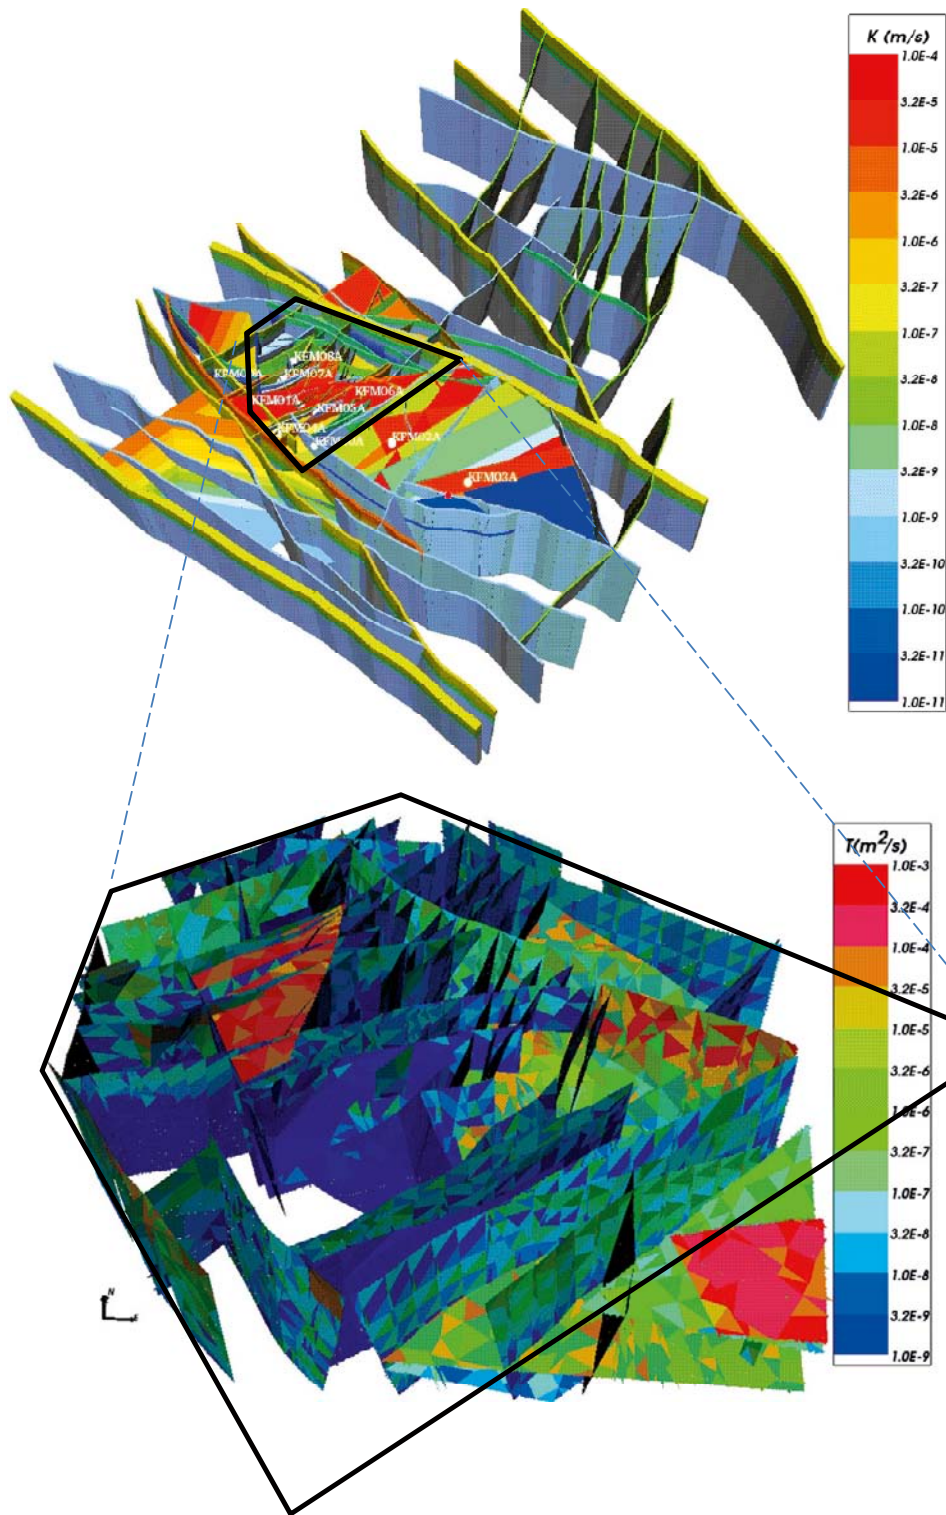 K (m/s)
1.0E-4
3.2E-5
1.0E-5
3.2E-6
1.0E-6
3.2E-7
1.0E-7
3.2E-8
1.0E-8
3.2E-9
1.0E-9
3.2E-10
1.0E-10
3.2E-11
1.0E-11
KFM08A
KFM07A
KFM06A
KFM01A
KFM05A
KFM04A
KFM02A
KFM03A
T(m²/s)
1.0E-3
3.2E-4
1.0E-4
3.2E-5
1.0E-5
3.2E-6
3.2E-7
1.0E-7
3.2E-8
1.0E-8
3.2E-9
1.0E-9
N